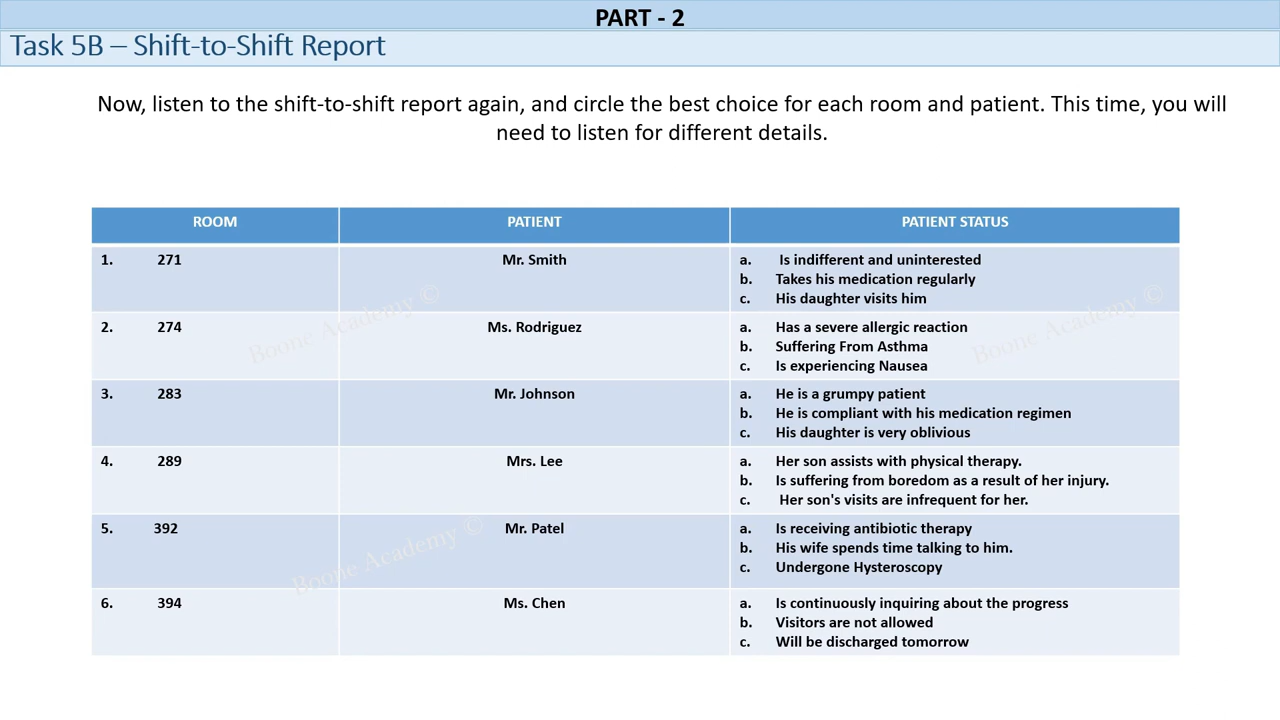 PART - 2
Task 5B – Shift-to-Shift Report
Now, listen to the shift-to-shift report again, and circle the best choice for each room and patient. This time, you will
need to listen for different details.
ROOM PATIENT PATIENT STATUS
1. 271 Mr. Smith a. Is indifferent and uninterested
b. Takes his medication regularly
c. His daughter visits him
2. 274 Ms. Rodriguez a. Has a severe allergic reaction
b. Suffering From Asthma
c. Is experiencing Nausea
3. 283 Mr. Johnson a. He is a grumpy patient
b. He is compliant with his medication regimen
c. His daughter is very oblivious
4. 289 Mrs. Lee a. Her son assists with physical therapy.
b. Is suffering from boredom as a result of her injury.
c. Her son's visits are infrequent for her.
5. 392 Mr. Patel a. Is receiving antibiotic therapy
b. His wife spends time talking to him.
c. Undergone Hysteroscopy
6. 394 Ms. Chen a. Is continuously inquiring about the progress
b. Visitors are not allowed
c. Will be discharged tomorrow
Boone Academy ©
Boone Academy ©
Boone Academy ©